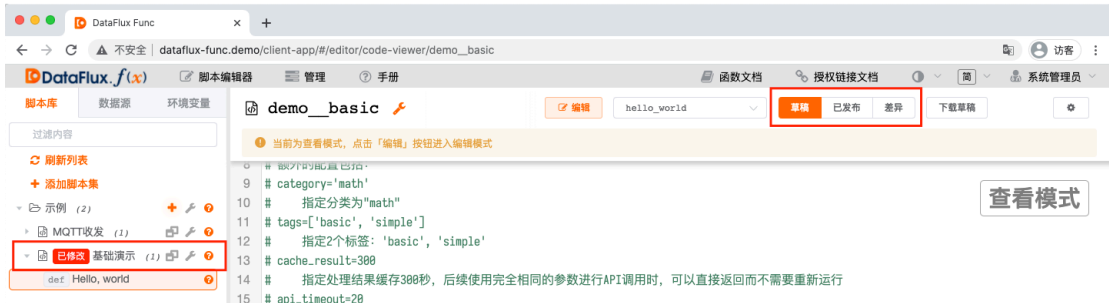 DataFlux Func
不安全 dataflux-func.demo/client-app/#/editor/code-viewer/demo__basic 访客
DataFlux.f(x) 脚本编辑器 管理 手册 函数文档 授权链接文档 简 系统管理员
脚本库 数据源 环境变量
demo__basic 编辑 hello_world 草稿 已发布 差异 下载草稿
过滤内容
当前为查看模式，点击「编辑」按钮进入编辑模式
刷新列表
添加脚本集
示例 (2)
MQTT收发 (1)
已修改 基础演示 (1)
def Hello, world
8 # 额外的配置包括：
9 # category='math'
10 # 指定分类为"math"
11 # tags=['basic', 'simple']
12 # 指定2个标签：'basic', 'simple'
13 # cache_result=300
14 # 指定处理结果缓存300秒，后续使用完全相同的参数进行API调用时，可以直接返回而不需要重新运行
15 # api_timeout=20
查看模式